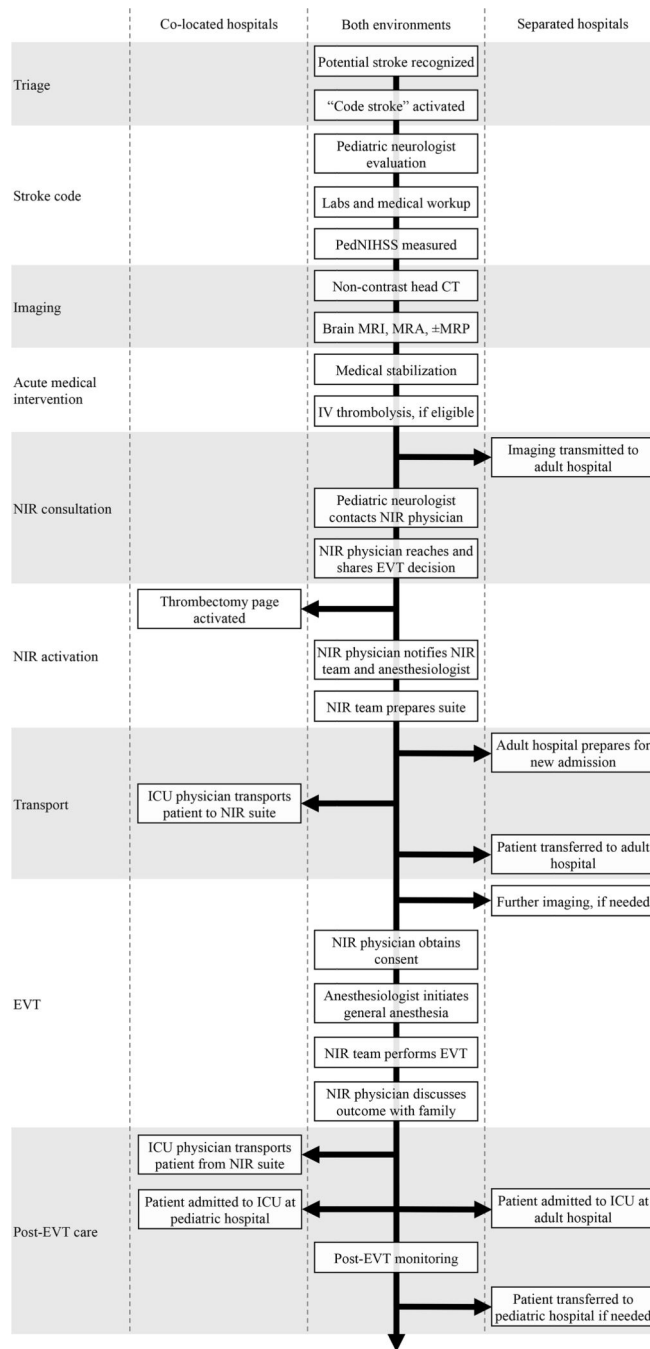 Co-located hospitals
Both environments
Separated hospitals
Triage
Potential stroke recognized
“Code stroke” activated
Stroke code
Pediatric neurologist
evaluation
Labs and medical workup
PedNIHSS measured
Imaging
Non-contrast head CT
Brain MRI, MRA, ±MRP
Acute medical
intervention
Medical stabilization
IV thrombolysis, if eligible
NIR consultation
Imaging transmitted to
adult hospital
Pediatric neurologist
contacts NIR physician
NIR physician reaches and
shares EVT decision
NIR activation
Thrombectomy page
activated
NIR physician notifies NIR
team and anesthesiologist
NIR team prepares suite
Transport
Adult hospital prepares for
new admission
ICU physician transports
patient to NIR suite
Patient transferred to adult
hospital
EVT
Further imaging, if needed
NIR physician obtains
consent
Anesthesiologist initiates
general anesthesia
NIR team performs EVT
NIR physician discusses
outcome with family
Post-EVT care
ICU physician transports
patient from NIR suite
Patient admitted to ICU at
pediatric hospital
Patient admitted to ICU at
adult hospital
Post-EVT monitoring
Patient transferred to
pediatric hospital if needed